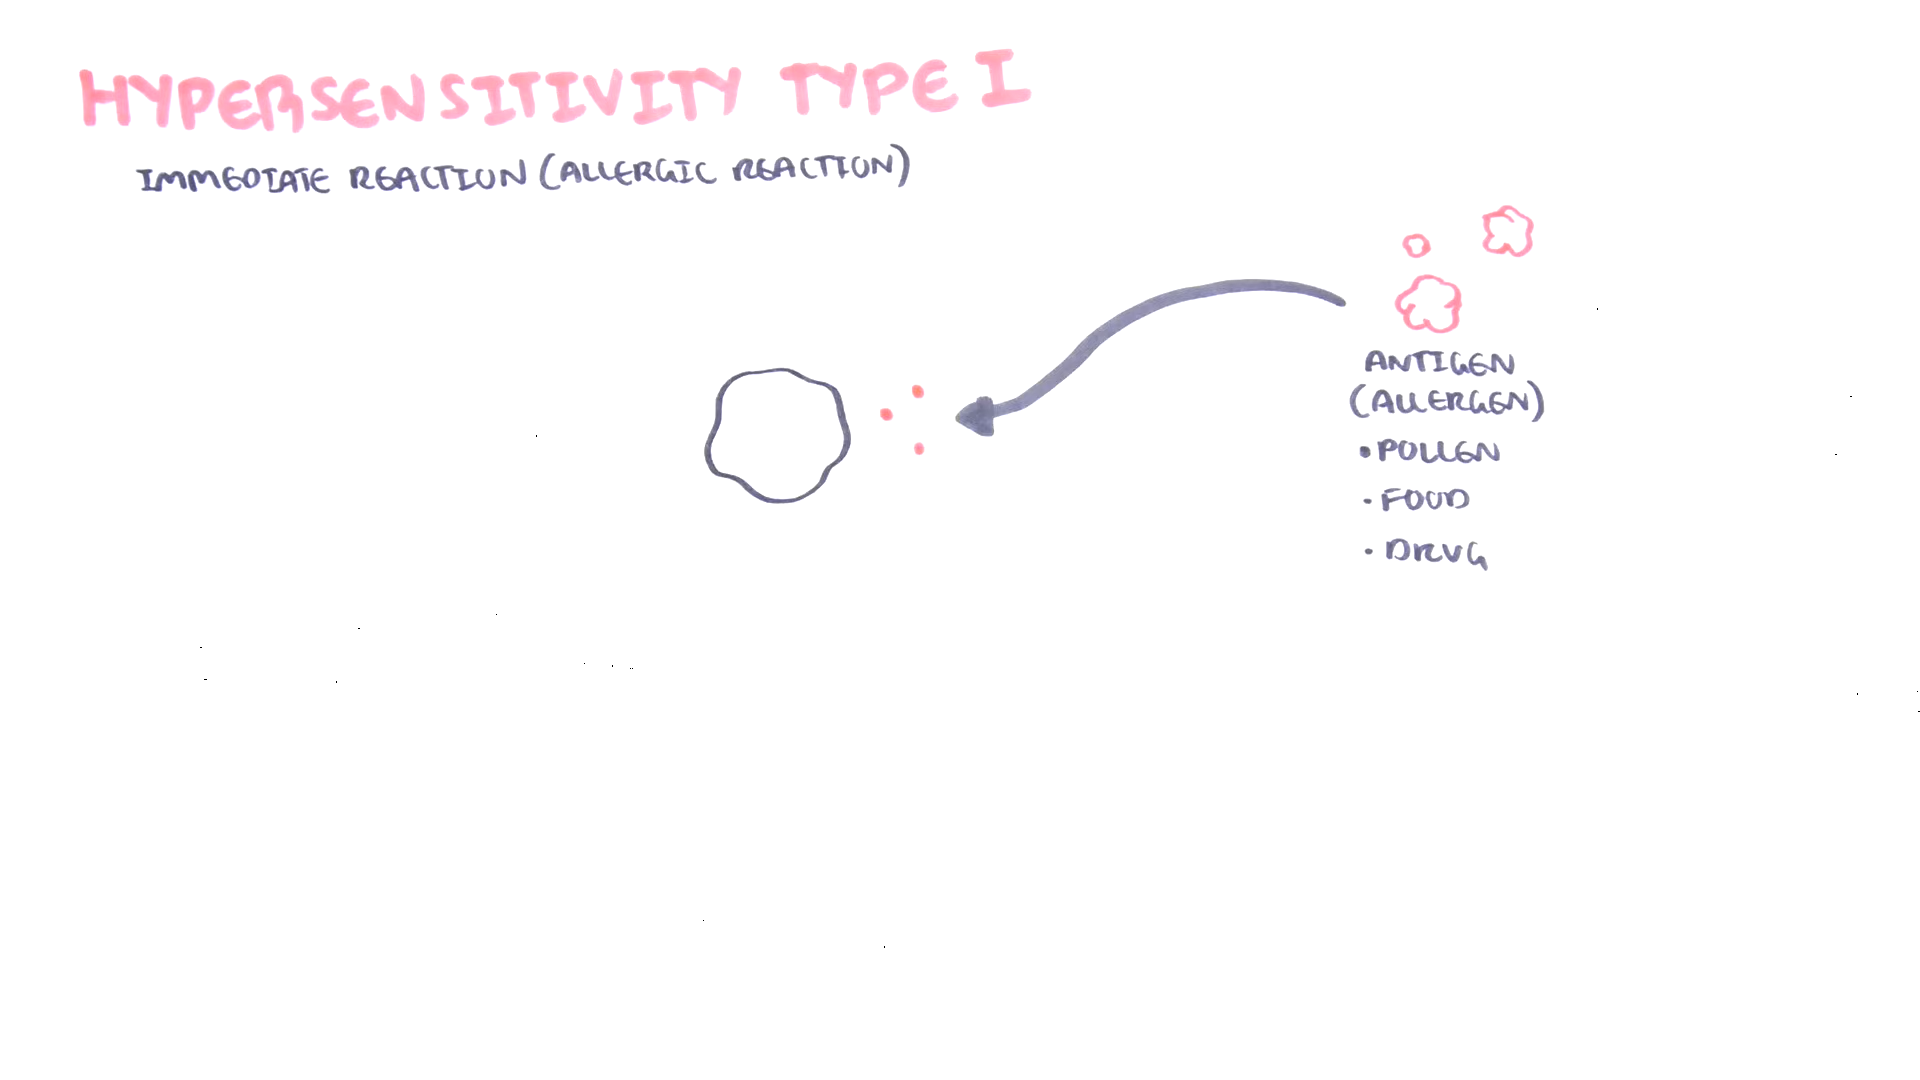 HYPERSENSITIVITY TYPE I
IMMEDIATE REACTION (ALLERGIC REACTION)
ANTIGEN
(ALLERGEN)
• POLLEN
• FOOD
• DRUG